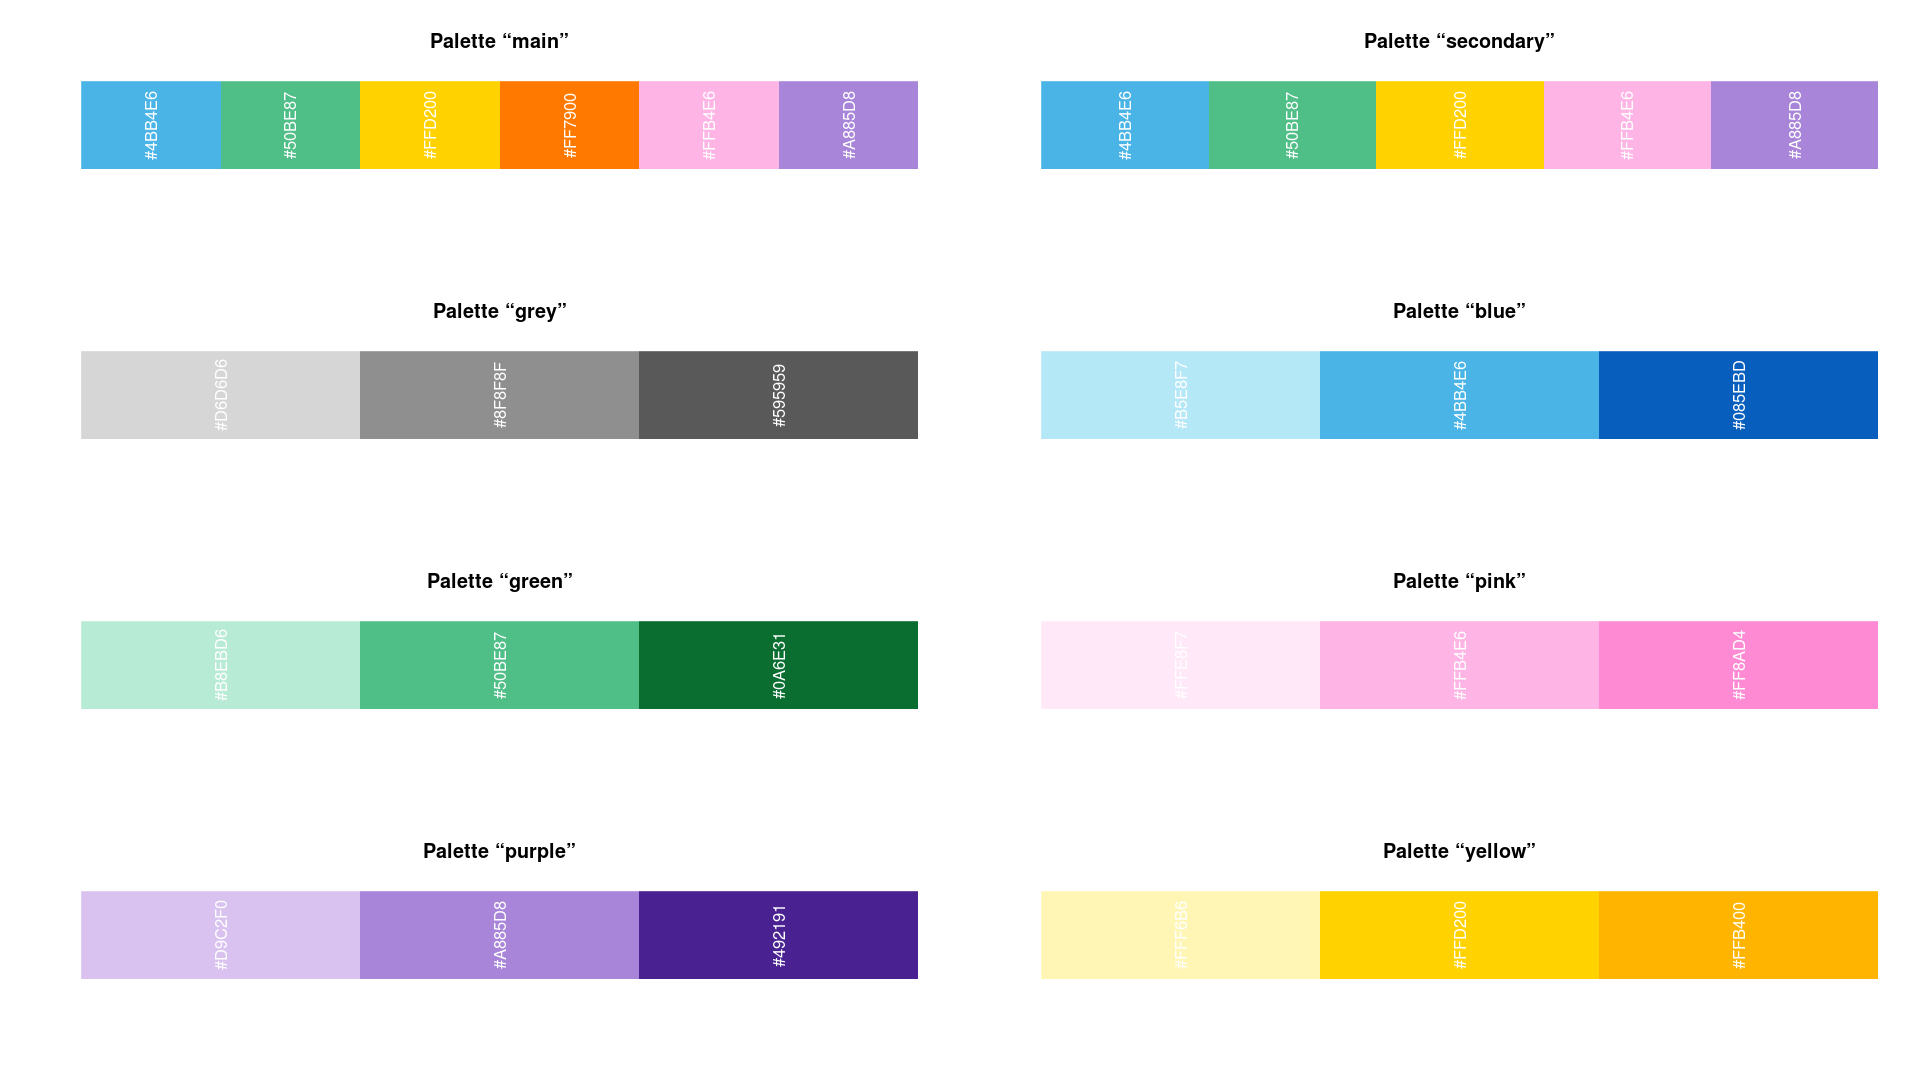 Palette “main”
#4BB4E6
#50BE87
#FFD200
#FF7900
#FFB4E6
#A885D8
Palette “secondary”
#4BB4E6
#50BE87
#FFD200
#FFB4E6
#A885D8
Palette “grey”
#D6D6D6
#8F8F8F
#595959
Palette “blue”
#B5E8F7
#4BB4E6
#085EBD
Palette “green”
#B8EBD6
#50BE87
#0A6E31
Palette “pink”
#FFE8F7
#FFB4E6
#FF8AD4
Palette “purple”
#D9C2F0
#A885D8
#492191
Palette “yellow”
#FFF6B6
#FFD200
#FFB400